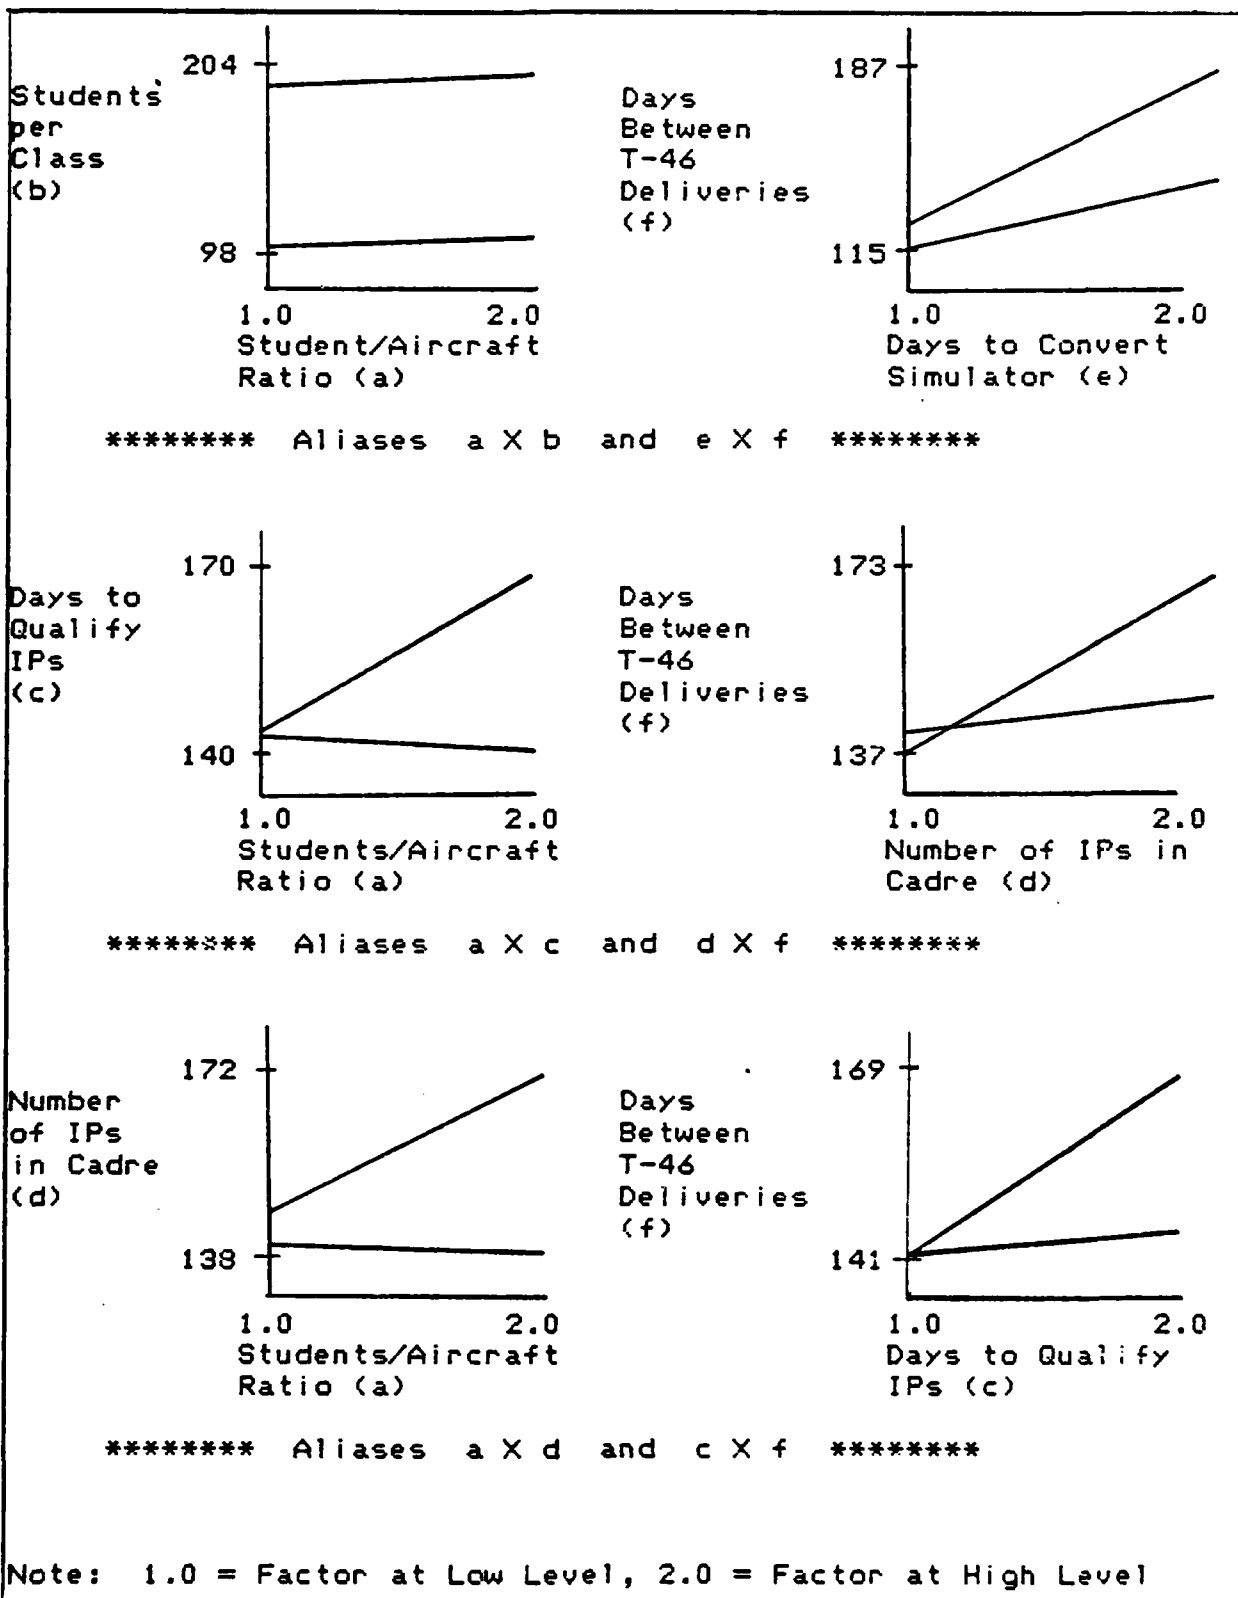 204
Students
per
Class
(b)
98
1.0 2.0
Student/Aircraft
Ratio (a)
Days
Between
T-46
Deliveries
(f)
187
115
1.0 2.0
Days to Convert
Simulator (e)
******** Aliases a X b and e X f ********
170
Days to
Qualify
IPs
(c)
140
1.0 2.0
Students/Aircraft
Ratio (a)
Days
Between
T-46
Deliveries
(f)
173
137
1.0 2.0
Number of IPs in
Cadre (d)
******** Aliases a X c and d X f ********
172
Number
of IPs
in Cadre
(d)
138
1.0 2.0
Students/Aircraft
Ratio (a)
Days
Between
T-46
Deliveries
(f)
169
141
1.0 2.0
Days to Qualify
IPs (c)
******** Aliases a X d and c X f ********
Note: 1.0 = Factor at Low Level, 2.0 = Factor at High Level